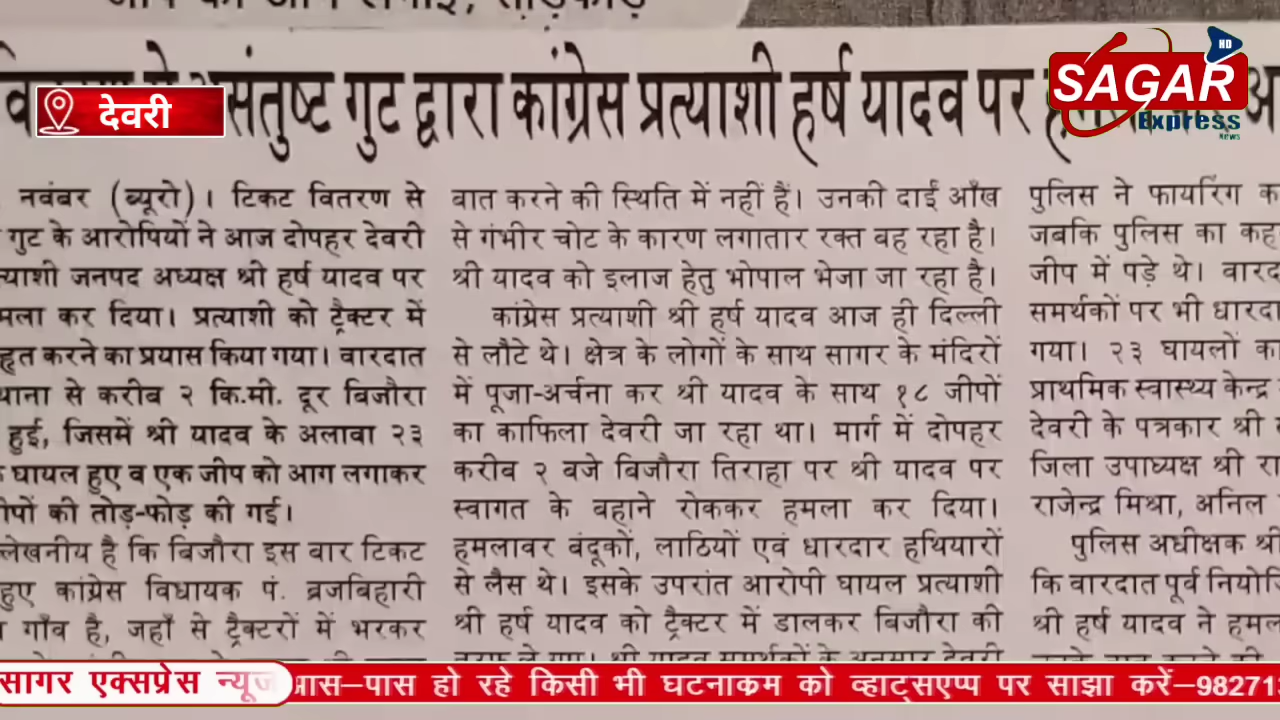 देवरी
SAGAR
HD
Express
News
संतुष्ट गुट द्वारा कांग्रेस प्रत्याशी हर्ष यादव पर
नवंबर (ब्यूरो)। टिकट वितरण से
गुट के आरोपियों ने आज दोपहर देवरी
त्याशी जनपद अध्यक्ष श्री हर्ष यादव पर
मला कर दिया। प्रत्याशी को ट्रैक्टर में
हृत करने का प्रयास किया गया। वारदात
थाना से करीब २ कि.मी. दूर बिजौरा
हुई, जिसमें श्री यादव के अलावा २३
घायल हुए व एक जीप को आग लगाकर
ीपों की तोड़-फोड़ की गई।
लेखनीय है कि बिजौरा इस बार टिकट
हुए कांग्रेस विधायक पं. ब्रजबिहारी
गाँव है, जहाँ से ट्रैक्टरों में भरकर
बात करने की स्थिति में नहीं हैं। उनकी दाईं आँख
से गंभीर चोट के कारण लगातार रक्त बह रहा है।
श्री यादव को इलाज हेतु भोपाल भेजा जा रहा है।
कांग्रेस प्रत्याशी श्री हर्ष यादव आज ही दिल्ली
से लौटे थे। क्षेत्र के लोगों के साथ सागर के मंदिरों
में पूजा-अर्चना कर श्री यादव के साथ १८ जीपों
का काफिला देवरी जा रहा था। मार्ग में दोपहर
करीब २ बजे बिजौरा तिराहा पर श्री यादव पर
स्वागत के बहाने रोककर हमला कर दिया।
हमलावर बंदूकों, लाठियों एवं धारदार हथियारों
से लैस थे। इसके उपरांत आरोपी घायल प्रत्याशी
श्री हर्ष यादव को ट्रैक्टर में डालकर बिजौरा की
पुलिस ने फायरिंग क
जबकि पुलिस का कह
जीप में पड़े थे। वारद
समर्थकों पर भी धारदा
गया। २३ घायलों का
प्राथमिक स्वास्थ्य केन्द्र
देवरी के पत्रकार श्री
जिला उपाध्यक्ष श्री रा
राजेन्द्र मिश्रा, अनिल
पुलिस अधीक्षक श्री
कि वारदात पूर्व नियोि
श्री हर्ष यादव ने हमल
सागर एक्सप्रेस न्यूज
आस–पास हो रहे किसी भी घटनाक्रम को व्हाट्सएप्प पर साझा करें–98271